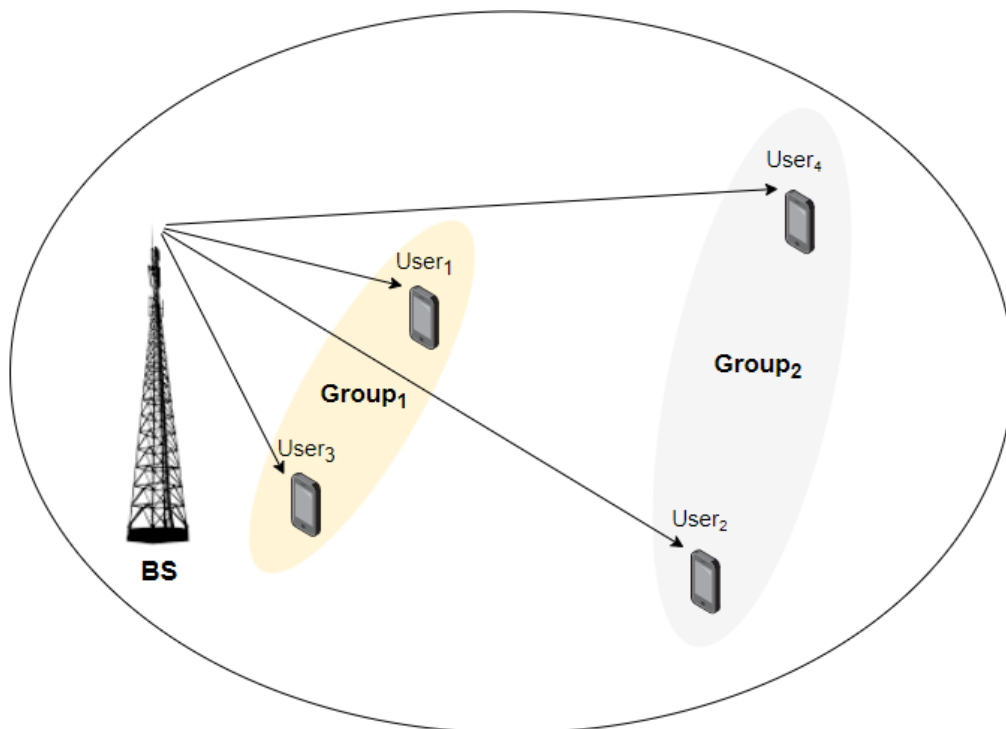 User₄
User₁
Group₂
Group₁
User₃
User₂
BS